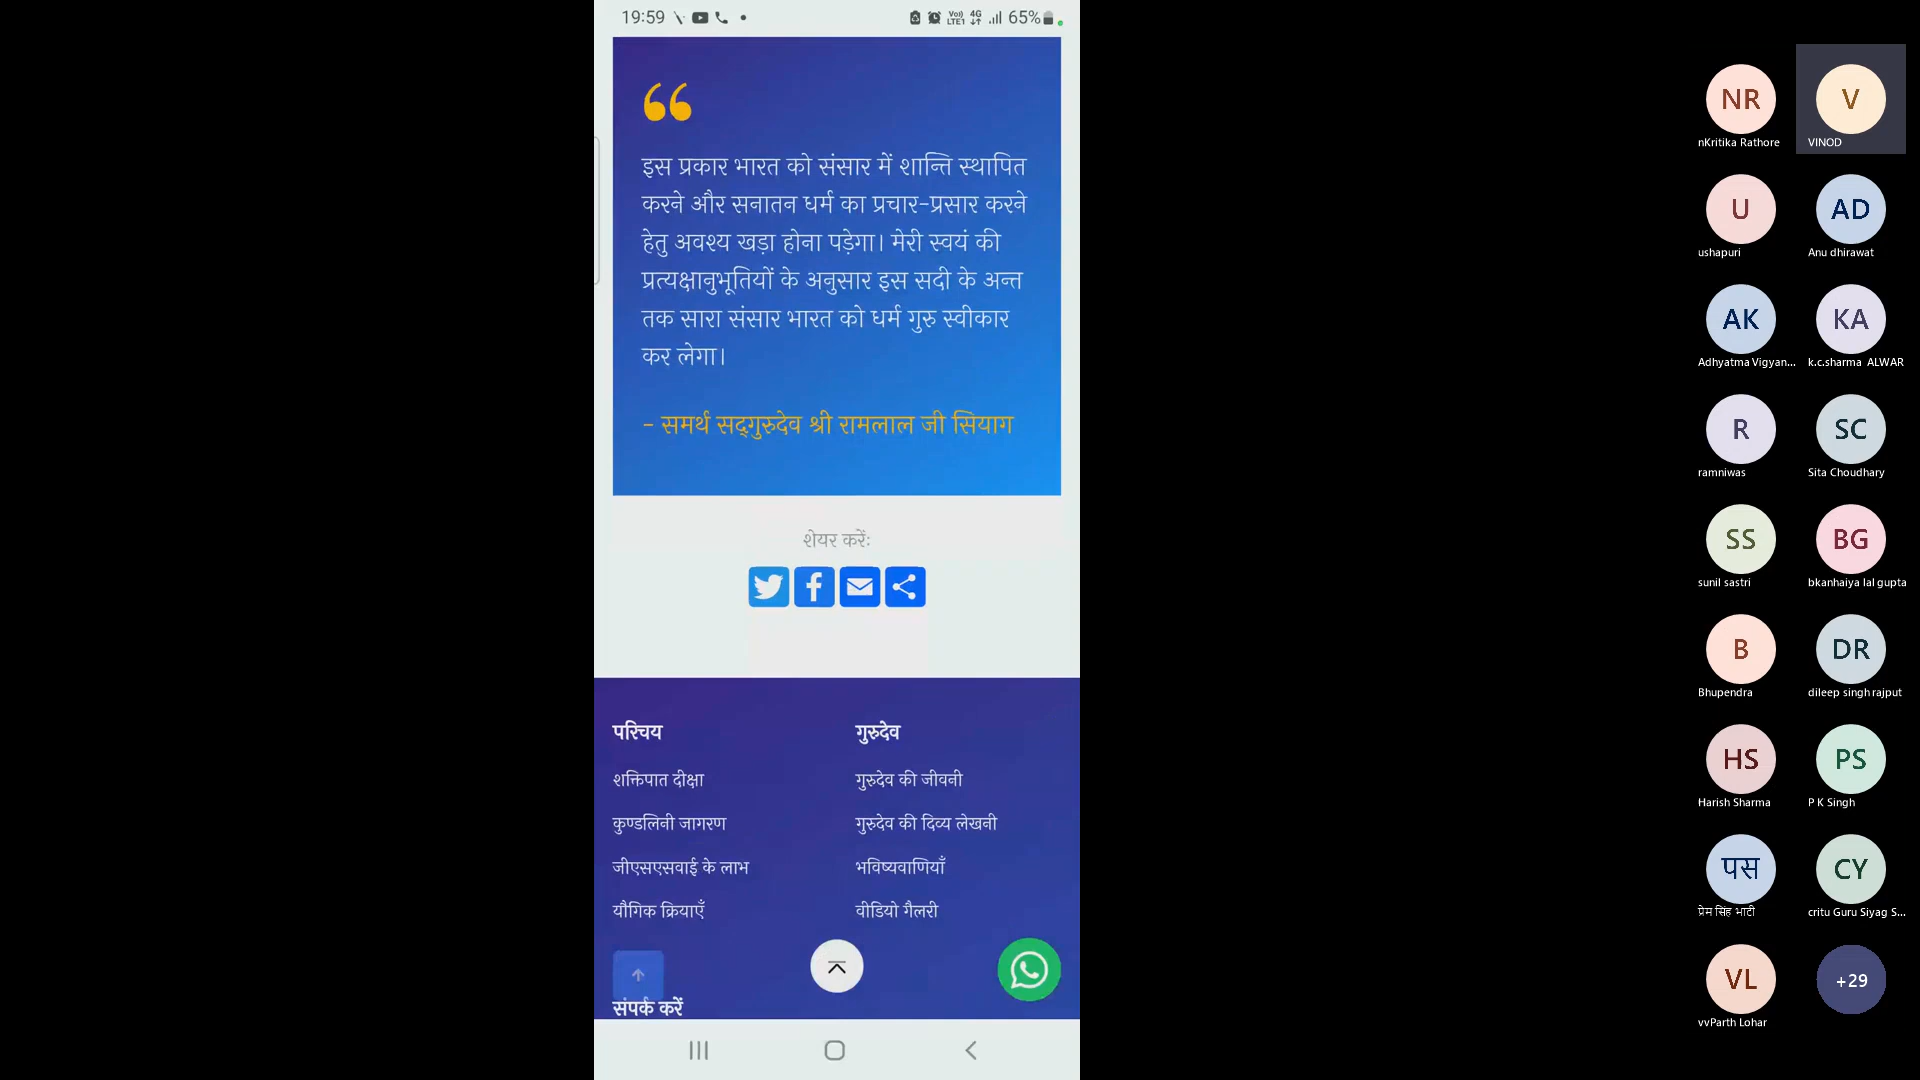 19:59
Vo))
LTE1
4G
65%
इस प्रकार भारत को संसार में शान्ति स्थापित
करने और सनातन धर्म का प्रचार-प्रसार करने
हेतु अवश्य खड़ा होना पड़ेगा। मेरी स्वयं की
प्रत्यक्षानुभूतियों के अनुसार इस सदी के अन्त
तक सारा संसार भारत को धर्म गुरु स्वीकार
कर लेगा।
- समर्थ सद्गुरुदेव श्री रामलाल जी सियाग
शेयर करें:
परिचय
शक्तिपात दीक्षा
कुण्डलिनी जागरण
जीएसएसवाई के लाभ
यौगिक क्रियाएँ
गुरुदेव
गुरुदेव की जीवनी
गुरुदेव की दिव्य लेखनी
भविष्यवाणियाँ
वीडियो गैलरी
संपर्क करें
NR
nKritika Rathore
V
VINOD
U
ushapuri
AD
Anu dhirawat
AK
Adhyatma Vigyan...
KA
k.c.sharma ALWAR
R
ramniwas
SC
Sita Choudhary
SS
sunil sastri
BG
bkanhaiya lal gupta
B
Bhupendra
DR
dileep singh rajput
HS
Harish Sharma
PS
P K Singh
पस
प्रेम सिंह भाटी
CY
critu Guru Siyag S...
VL
vvParth Lohar
+29